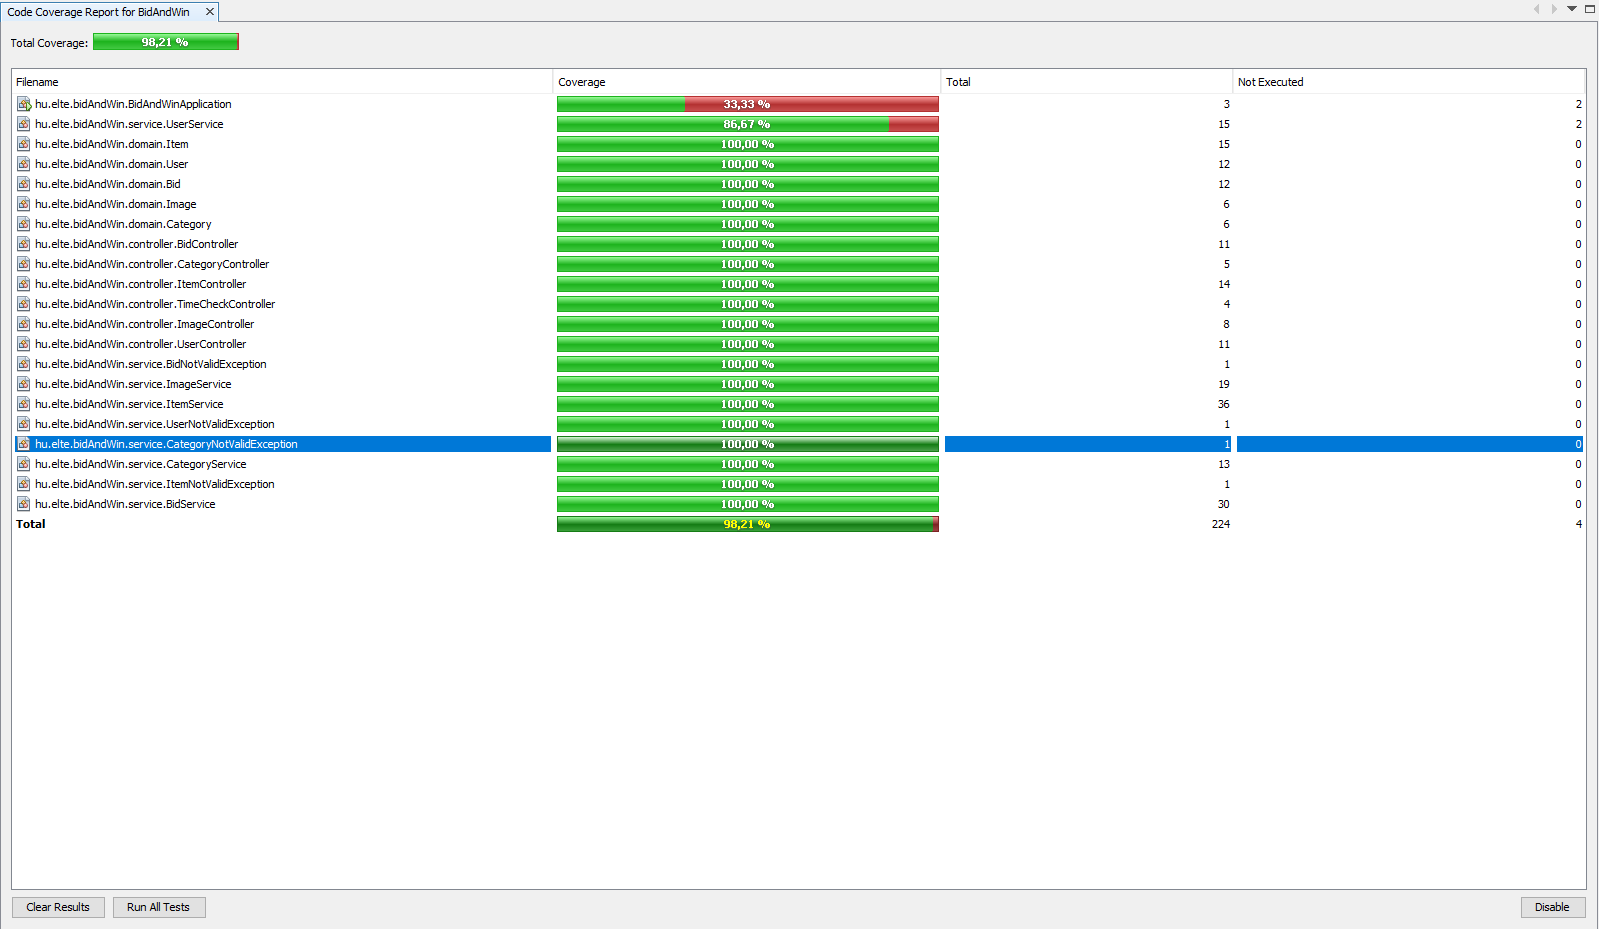 Code Coverage Report for BidAndWin
Total Coverage: 98,21 %
Filename Coverage Total Not Executed
hu.elte.bidAndWin.BidAndWinApplication 33,33 % 3 2
hu.elte.bidAndWin.service.UserService 86,67 % 15 2
hu.elte.bidAndWin.domain.Item 100,00 % 15 0
hu.elte.bidAndWin.domain.User 100,00 % 12 0
hu.elte.bidAndWin.domain.Bid 100,00 % 12 0
hu.elte.bidAndWin.domain.Image 100,00 % 6 0
hu.elte.bidAndWin.domain.Category 100,00 % 6 0
hu.elte.bidAndWin.controller.BidController 100,00 % 11 0
hu.elte.bidAndWin.controller.CategoryController 100,00 % 5 0
hu.elte.bidAndWin.controller.ItemController 100,00 % 14 0
hu.elte.bidAndWin.controller.TimeCheckController 100,00 % 4 0
hu.elte.bidAndWin.controller.ImageController 100,00 % 8 0
hu.elte.bidAndWin.controller.UserController 100,00 % 11 0
hu.elte.bidAndWin.service.BidNotValidException 100,00 % 1 0
hu.elte.bidAndWin.service.ImageService 100,00 % 19 0
hu.elte.bidAndWin.service.ItemService 100,00 % 36 0
hu.elte.bidAndWin.service.UserNotValidException 100,00 % 1 0
hu.elte.bidAndWin.service.CategoryNotValidException 100,00 % 1 0
hu.elte.bidAndWin.service.CategoryService 100,00 % 13 0
hu.elte.bidAndWin.service.ItemNotValidException 100,00 % 1 0
hu.elte.bidAndWin.service.BidService 100,00 % 30 0
Total 98,21 % 224 4
Clear Results Run All Tests Disable